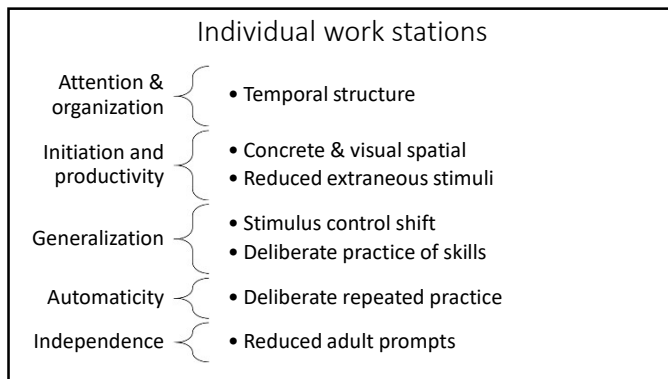 Individual work stations
Attention &
organization
• Temporal structure
Initiation and
productivity
• Concrete & visual spatial
• Reduced extraneous stimuli
Generalization
• Stimulus control shift
• Deliberate practice of skills
Automaticity
• Deliberate repeated practice
Independence
• Reduced adult prompts